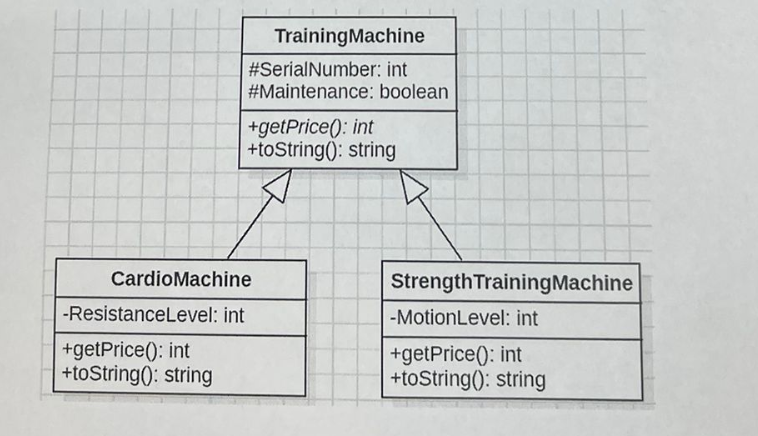 TrainingMachine
#SerialNumber: int
#Maintenance: boolean
+getPrice(): int
+toString(): string
CardioMachine
-ResistanceLevel: int
+getPrice(): int
+toString(): string
StrengthTrainingMachine
-MotionLevel: int
+getPrice(): int
+toString(): string